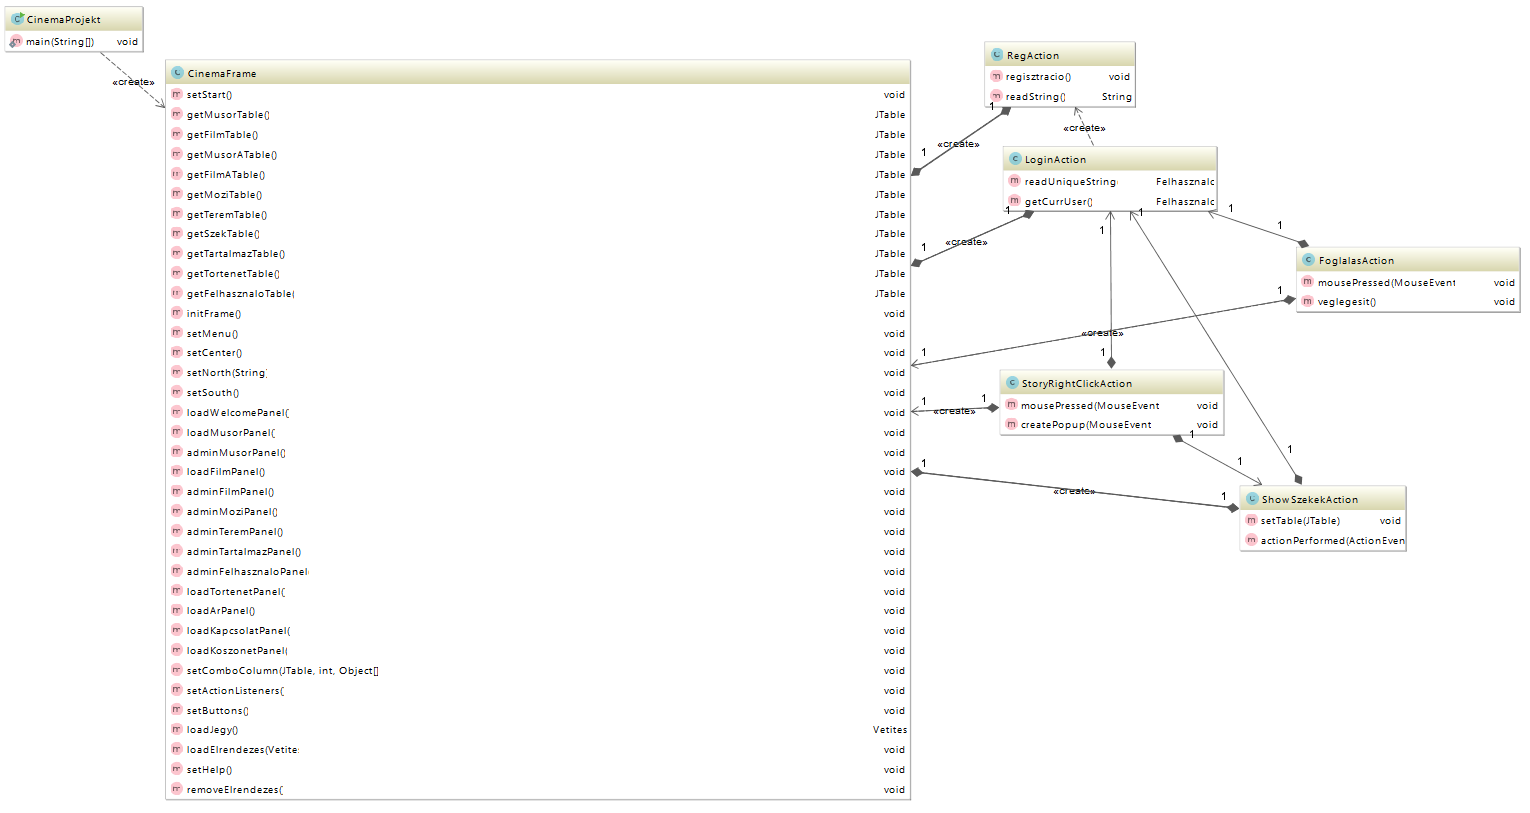 CinemaProjekt
main(String[]) void
«create»
CinemaFrame
setStart() void
getMusorTable() JTable
getFilmTable() JTable
getMusorATable() JTable
getFilmATable() JTable
getMoziTable() JTable
getTeremTable() JTable
getSzekTable() JTable
getTartalmazTable() JTable
getTortenetTable() JTable
getFelhasznaloTable( JTable
initFrame() void
setMenu() void
setCenter() void
setNorth(String) void
setSouth() void
loadWelcomePanel( void
loadMusorPanel( void
adminMusorPanel() void
loadFilmPanel() void
adminFilmPanel() void
adminMoziPanel() void
adminTeremPanel() void
adminTartalmazPanel() void
adminFelhasznaloPanel( void
loadTortenetPanel( void
loadArPanel() void
loadKapcsolatPanel( void
loadKoszonetPanel( void
setComboColumn(JTable, int, Object[] void
setActionListeners( void
setButtons() void
loadJegy() Vetites
loadElrendezes(Vetites void
setHelp() void
removeElrendezes( void
RegAction
regisztracio() void
readString() String
1
«create»
1
«create»
LoginAction
readUniqueString( Felhasznalo
getCurrUser() Felhasznalo
1
«create»
1
1
1
1
1
FoglalasAction
mousePressed(MouseEvent void
veglegesit() void
1
«create»
1
1
StoryRightClickAction
mousePressed(MouseEvent void
createPopup(MouseEvent void
1
«create»
1
1
1
1
ShowSzekekAction
setTable(JTable) void
actionPerformed(ActionEven
1
«create»
1